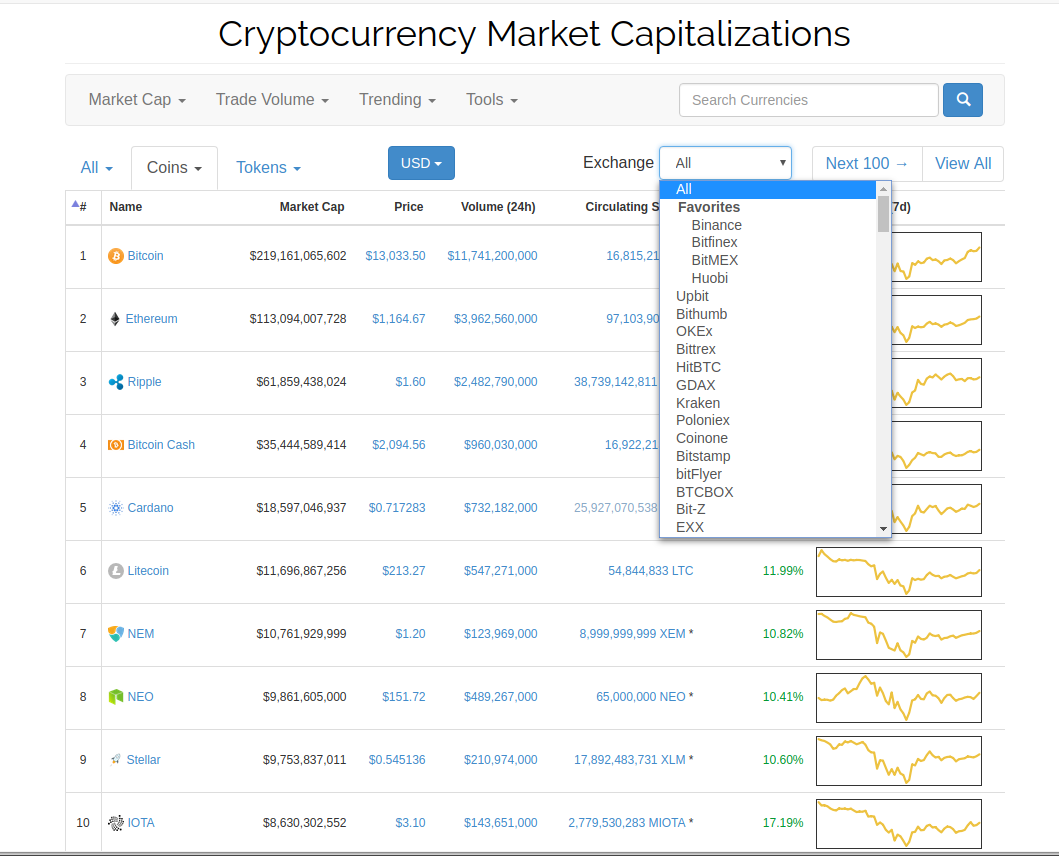 Cryptocurrency Market Capitalizations
Market Cap Trade Volume Trending Tools Search Currencies
All Coins Tokens USD Exchange All Next 100 → View All
# Name Market Cap Price Volume (24h) Circulating S 7d)
All
Favorites
Binance
Bitfinex
BitMEX
Huobi
Upbit
Bithumb
OKEx
Bittrex
HitBTC
GDAX
Kraken
Poloniex
Coinone
Bitstamp
bitFlyer
BTCBOX
Bit-Z
EXX
1 Bitcoin $219,161,065,602 $13,033.50 $11,741,200,000 16,815,21
2 Ethereum $113,094,007,728 $1,164.67 $3,962,560,000 97,103,90
3 Ripple $61,859,438,024 $1.60 $2,482,790,000 38,739,142,811
4 Bitcoin Cash $35,444,589,414 $2,094.56 $960,030,000 16,922,21
5 Cardano $18,597,046,937 $0.717283 $732,182,000 25,927,070,538
6 Litecoin $11,696,867,256 $213.27 $547,271,000 54,844,833 LTC 11.99%
7 NEM $10,761,929,999 $1.20 $123,969,000 8,999,999,999 XEM * 10.82%
8 NEO $9,861,605,000 $151.72 $489,267,000 65,000,000 NEO * 10.41%
9 Stellar $9,753,837,011 $0.545136 $210,974,000 17,892,483,731 XLM * 10.60%
10 IOTA $8,630,302,552 $3.10 $143,651,000 2,779,530,283 MIOTA * 17.19%